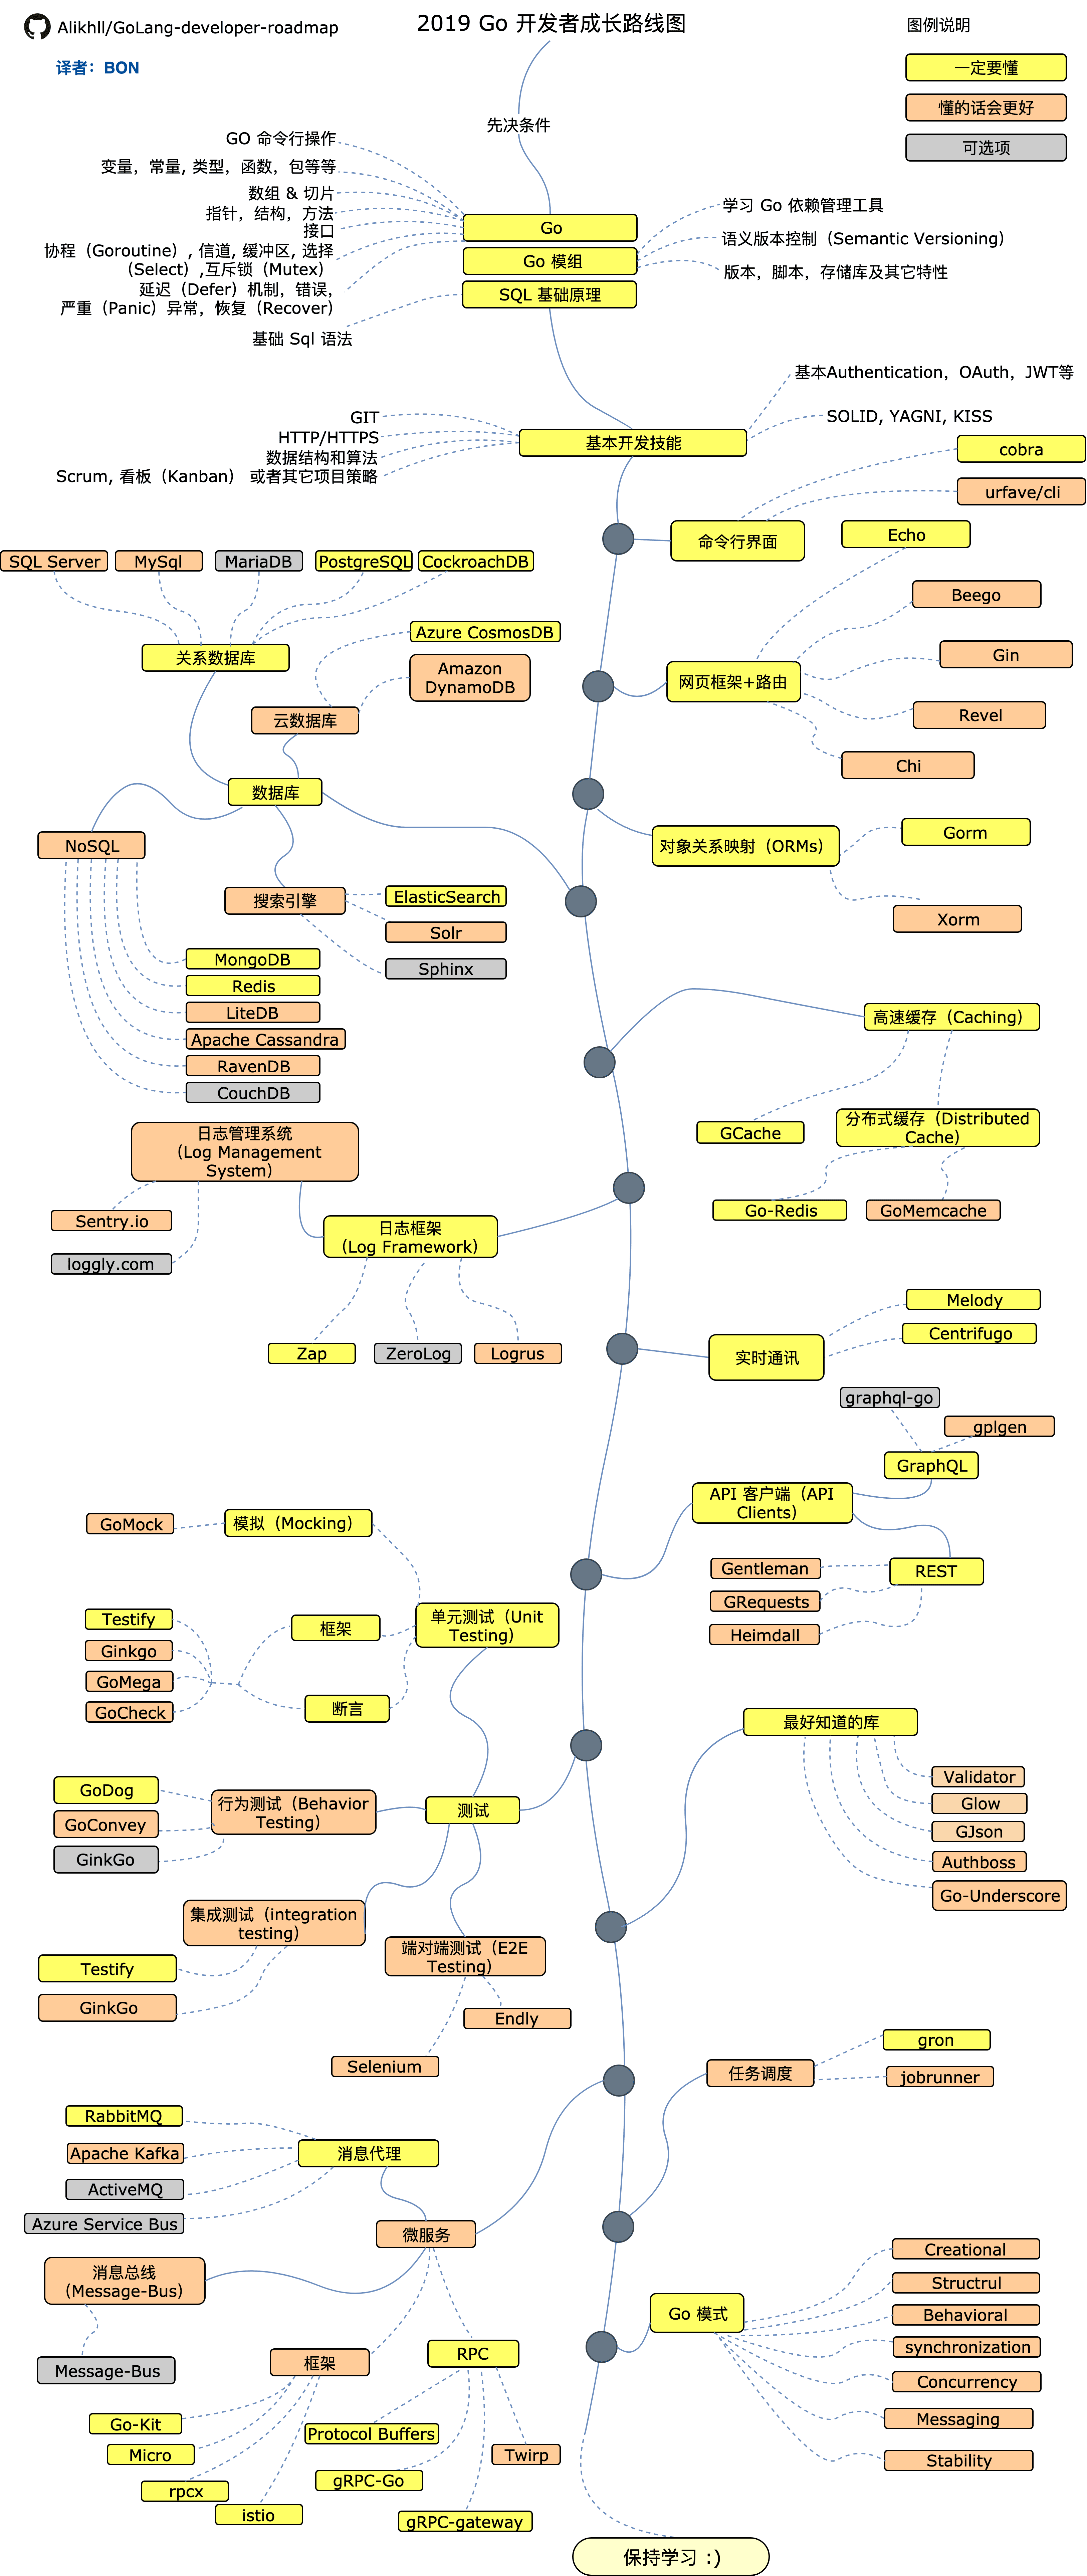 Alikhll/GoLang-developer-roadmap
2019 Go 开发者成长路线图
图例说明
译者：BON
一定要懂
懂的话会更好
可选项
先决条件
GO 命令行操作
变量，常量, 类型，函数，包等等
数组 & 切片
指针，结构，方法
接口
协程（Goroutine）, 信道, 缓冲区, 选择
（Select）,互斥锁（Mutex）
延迟（Defer）机制，错误，
严重（Panic）异常，恢复（Recover）
基础 Sql 语法
Go
Go 模组
SQL 基础原理
学习 Go 依赖管理工具
语义版本控制（Semantic Versioning）
版本，脚本，存储库及其它特性
基本Authentication，OAuth，JWT等
SOLID, YAGNI, KISS
GIT
HTTP/HTTPS
数据结构和算法
Scrum, 看板（Kanban） 或者其它项目策略
基本开发技能
cobra
urfave/cli
命令行界面
Echo
Beego
Gin
Revel
Chi
网页框架+路由
SQL Server
MySql
MariaDB
PostgreSQL
CockroachDB
关系数据库
Azure CosmosDB
Amazon
DynamoDB
云数据库
数据库
NoSQL
搜索引擎
ElasticSearch
Solr
Sphinx
MongoDB
Redis
LiteDB
Apache Cassandra
RavenDB
CouchDB
对象关系映射（ORMs）
Gorm
Xorm
高速缓存（Caching）
GCache
分布式缓存（Distributed
Cache）
Go-Redis
GoMemcache
日志管理系统
（Log Management
System）
Sentry.io
loggly.com
日志框架
（Log Framework）
Zap
ZeroLog
Logrus
实时通讯
Melody
Centrifugo
graphql-go
gplgen
GraphQL
API 客户端（API
Clients）
REST
Gentleman
GRequests
Heimdall
GoMock
模拟（Mocking）
Testify
Ginkgo
GoMega
GoCheck
框架
断言
单元测试（Unit
Testing）
最好知道的库
Validator
Glow
GJson
Authboss
Go-Underscore
GoDog
GoConvey
GinkGo
行为测试（Behavior
Testing）
测试
集成测试（integration
testing）
Testify
GinkGo
端对端测试（E2E
Testing）
Endly
Selenium
gron
jobrunner
任务调度
RabbitMQ
Apache Kafka
ActiveMQ
Azure Service Bus
消息代理
微服务
消息总线
（Message-Bus）
Message-Bus
框架
Go-Kit
Micro
rpcx
istio
RPC
Protocol Buffers
gRPC-Go
gRPC-gateway
Twirp
Go 模式
Creational
Structrul
Behavioral
synchronization
Concurrency
Messaging
Stability
保持学习 :)